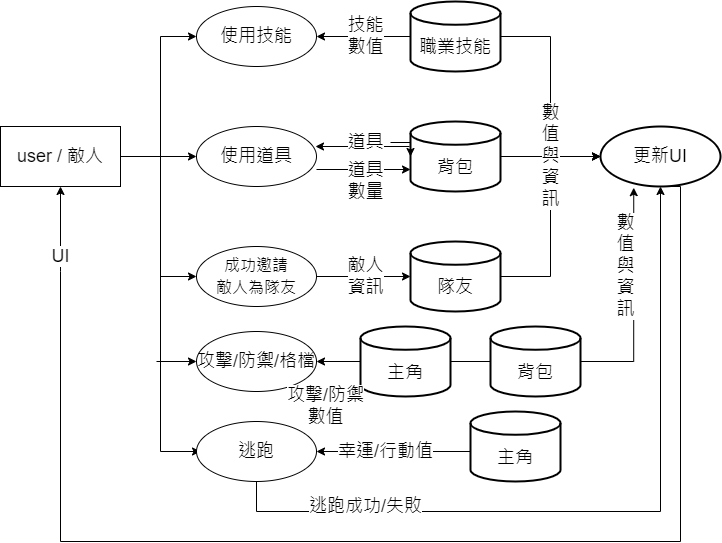 使用技能
技能
數值
職業技能
user / 敵人
使用道具
道具
道具
數量
背包
數
值
與
資
訊
更新UI
UI
成功邀請
敵人為隊友
敵人
資訊
隊友
數
值
與
資
訊
攻擊/防禦/格檔
攻擊/防禦
數值
主角
背包
逃跑
幸運/行動值
主角
逃跑成功/失敗